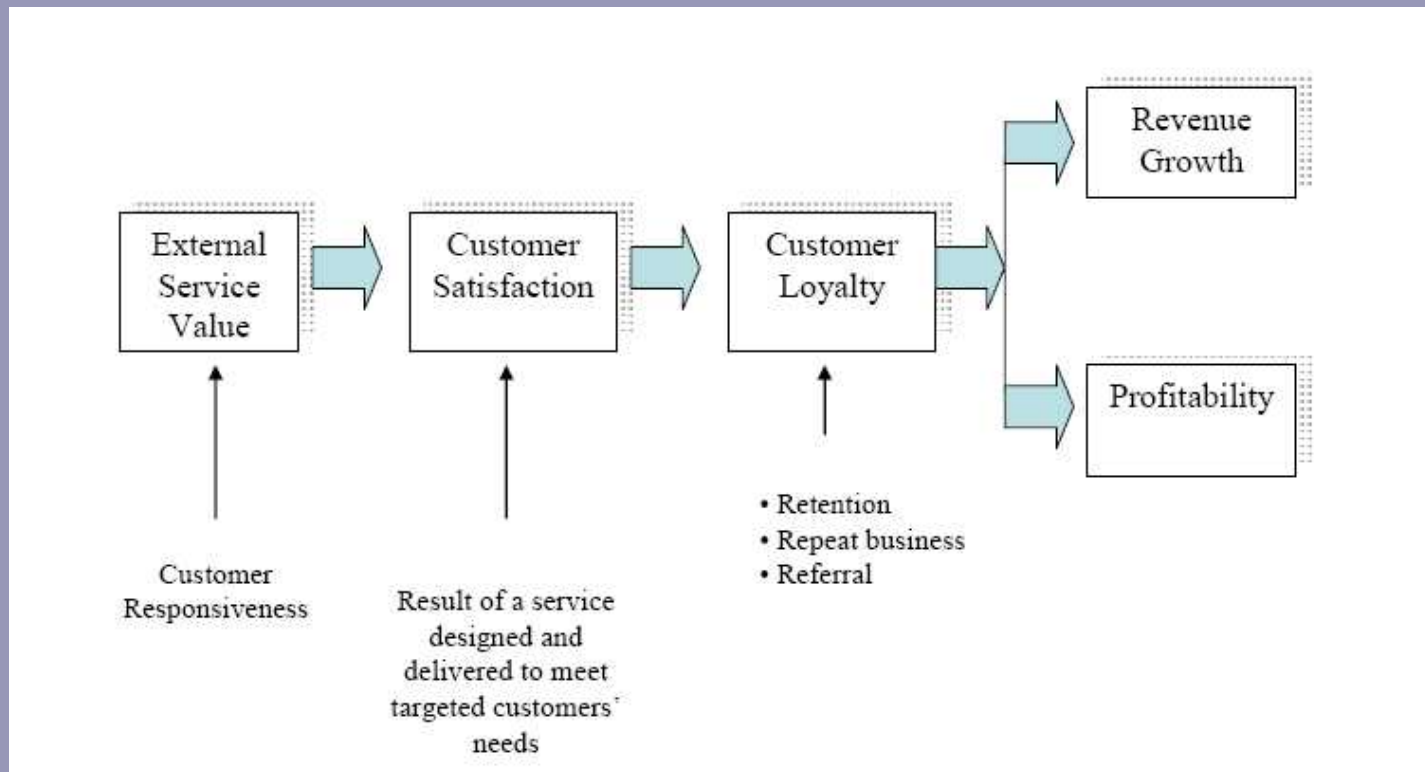 External
Service
Value
Customer
Satisfaction
Customer
Loyalty
Revenue
Growth
Profitability
Customer
Responsiveness
Result of a service
designed and
delivered to meet
targeted customers´
needs
• Retention
• Repeat business
• Referral